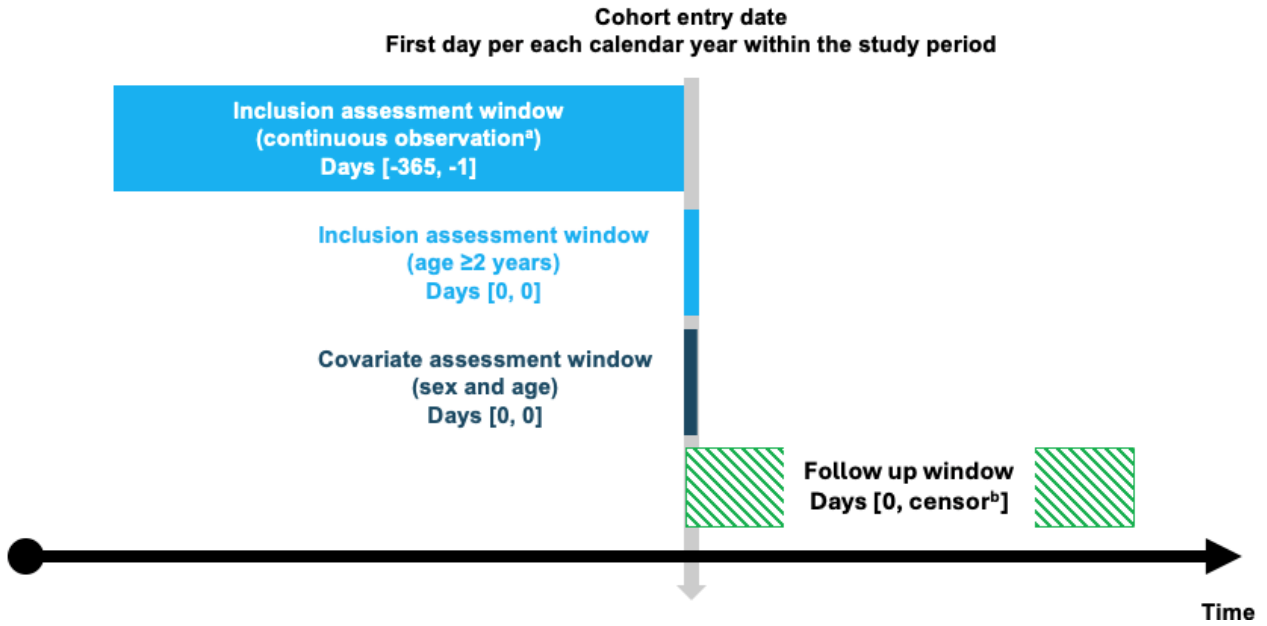 Cohort entry date
First day per each calendar year within the study period
Inclusion assessment window
(continuous observationᵃ)
Days [-365, -1]
Inclusion assessment window
(age ≥2 years)
Days [0, 0]
Covariate assessment window
(sex and age)
Days [0, 0]
Follow up window
Days [0, censorᵇ]
Time